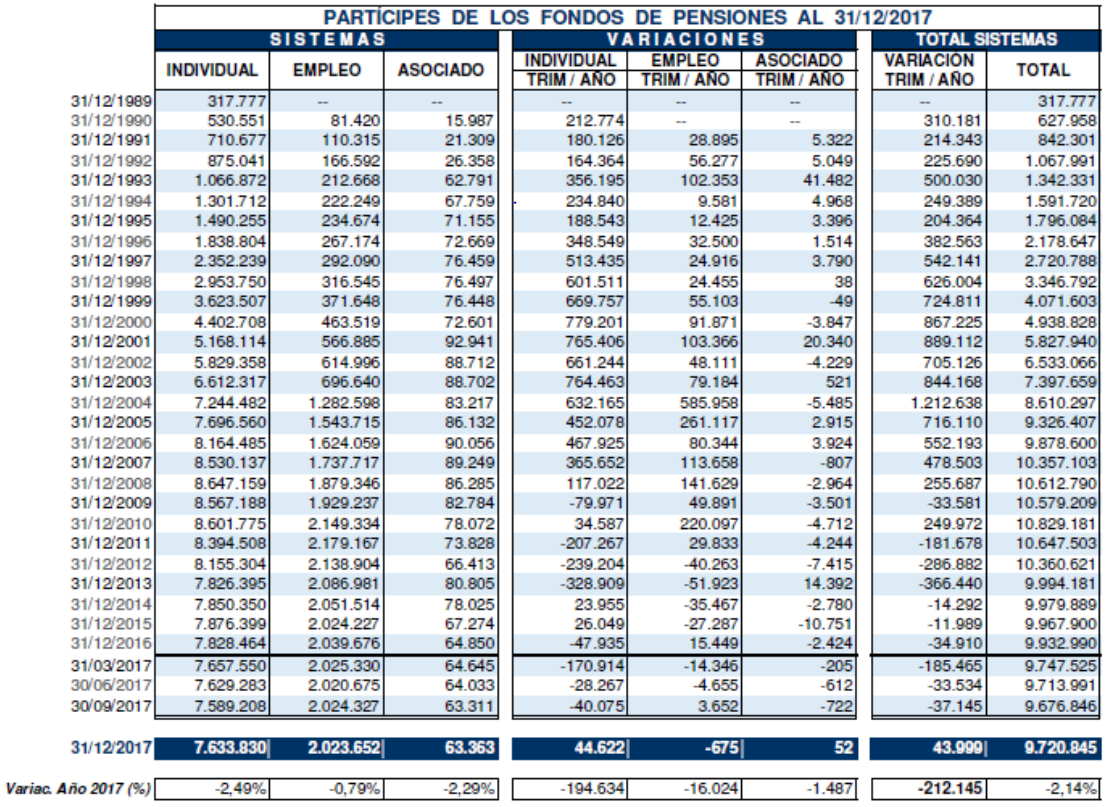 PARTÍCIPES DE LOS FONDOS DE PENSIONES AL 31/12/2017
SISTEMAS VARIACIONES TOTAL SISTEMAS
INDIVIDUAL EMPLEO ASOCIADO INDIVIDUAL EMPLEO ASOCIADO VARIACIÓN TOTAL
TRIM / AÑO TRIM / AÑO TRIM / AÑO TRIM / AÑO
31/12/1989 317.777 -- -- -- -- -- -- 317.777
31/12/1990 530.551 81.420 15.987 212.774 -- -- 310.181 627.958
31/12/1991 710.677 110.315 21.309 180.126 28.895 5.322 214.343 842.301
31/12/1992 875.041 166.592 26.358 164.364 56.277 5.049 225.690 1.067.991
31/12/1993 1.066.872 212.668 62.791 356.195 102.353 41.482 500.030 1.342.331
31/12/1994 1.301.712 222.249 67.759 234.840 9.581 4.968 249.389 1.591.720
31/12/1995 1.490.255 234.674 71.155 188.543 12.425 3.396 204.364 1.796.084
31/12/1996 1.838.804 267.174 72.669 348.549 32.500 1.514 382.563 2.178.647
31/12/1997 2.352.239 292.090 76.459 513.435 24.916 3.790 542.141 2.720.788
31/12/1998 2.953.750 316.545 76.497 601.511 24.455 38 626.004 3.346.792
31/12/1999 3.623.507 371.648 76.448 669.757 55.103 -49 724.811 4.071.603
31/12/2000 4.402.708 463.519 72.601 779.201 91.871 -3.847 867.225 4.938.828
31/12/2001 5.168.114 566.885 92.941 765.406 103.366 20.340 889.112 5.827.940
31/12/2002 5.829.358 614.996 88.712 661.244 48.111 -4.229 705.126 6.533.066
31/12/2003 6.612.317 696.640 88.702 764.463 79.184 521 844.168 7.397.659
31/12/2004 7.244.482 1.282.598 83.217 632.165 585.958 -5.485 1.212.638 8.610.297
31/12/2005 7.696.560 1.543.715 86.132 452.078 261.117 2.915 716.110 9.326.407
31/12/2006 8.164.485 1.624.059 90.056 467.925 80.344 3.924 552.193 9.878.600
31/12/2007 8.530.137 1.737.717 89.249 365.652 113.658 -807 478.503 10.357.103
31/12/2008 8.647.159 1.879.346 86.285 117.022 141.629 -2.964 255.687 10.612.790
31/12/2009 8.567.188 1.929.237 82.784 -79.971 49.891 -3.501 -33.581 10.579.209
31/12/2010 8.601.775 2.149.334 78.072 34.587 220.097 -4.712 249.972 10.829.181
31/12/2011 8.394.508 2.179.167 73.828 -207.267 29.833 -4.244 -181.678 10.647.503
31/12/2012 8.155.304 2.138.904 66.413 -239.204 -40.263 -7.415 -286.882 10.360.621
31/12/2013 7.826.395 2.086.981 80.805 -328.909 -51.923 14.392 -366.440 9.994.181
31/12/2014 7.850.350 2.051.514 78.025 23.955 -35.467 -2.780 -14.292 9.979.889
31/12/2015 7.876.399 2.024.227 67.274 26.049 -27.287 -10.751 -11.989 9.967.900
31/12/2016 7.828.464 2.039.676 64.850 -47.935 15.449 -2.424 -34.910 9.932.990
31/03/2017 7.657.550 2.025.330 64.645 -170.914 -14.346 -205 -185.465 9.747.525
30/06/2017 7.629.283 2.020.675 64.033 -28.267 -4.655 -612 -33.534 9.713.991
30/09/2017 7.589.208 2.024.327 63.311 -40.075 3.652 -722 -37.145 9.676.846
31/12/2017 7.633.830 2.023.652 63.363 44.622 -675 52 43.999 9.720.845
Variac. Año 2017 (%) -2,49% -0,79% -2,29% -194.634 -16.024 -1.487 -212.145 -2,14%